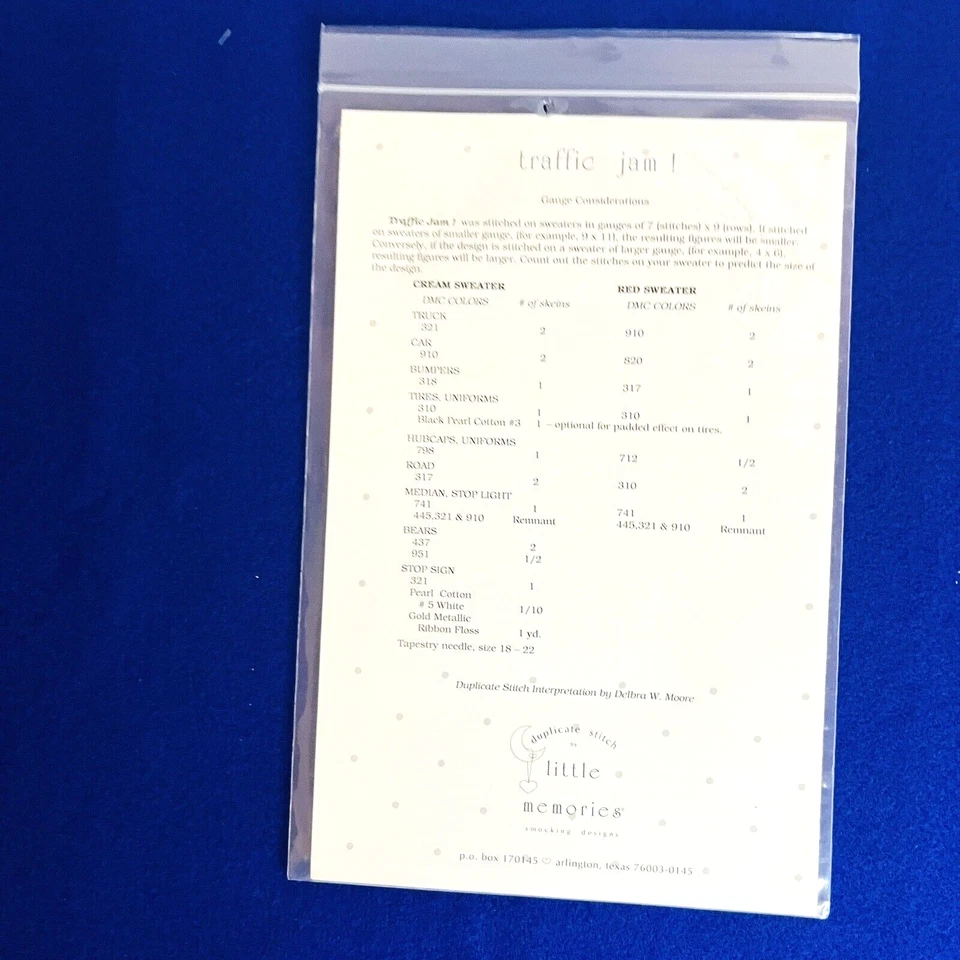 traffic jam !
Gauge Considerations
Traffic Jam ! was stitched on sweaters in gauges of 7 (stitches) x 9 (rows). If stitched
on sweaters of smaller gauge, (for example, 9 x 11), the resulting figures will be smaller.
Conversely, if the design is stitched on a sweater of larger gauge, (for example, 4 x 6),
resulting figures will be larger. Count out the stitches on your sweater to predict the size of
the design.
CREAM SWEATER RED SWEATER
DMC COLORS # of skeins DMC COLORS # of skeins
TRUCK
321 2 910 2
CAR
910 2 820 2
BUMPERS
318 1 317 1
TIRES, UNIFORMS
310 1 310 1
Black Pearl Cotton #3 1 – optional for padded effect on tires.
HUBCAPS, UNIFORMS
798 1 712 1/2
ROAD
317 2 310 2
MEDIAN, STOP LIGHT
741 1 741 1
445,321 & 910 Remnant 445,321 & 910 Remnant
BEARS
437 2
951 1/2
STOP SIGN
321 1
Pearl Cotton
# 5 White 1/10
Gold Metallic
Ribbon Floss 1 yd.
Tapestry needle, size 18 – 22
Duplicate Stitch Interpretation by Delbra W. Moore
duplicate stitch
by
little
memories®
smocking designs
p.o. box 170145 ♡ arlington, texas 76003-0145